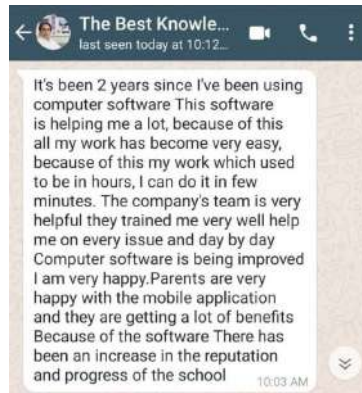 The Best Knowle...
last seen today at 10:12...
It's been 2 years since I've been using
computer software This software
is helping me a lot, because of this
all my work has become very easy,
because of this my work which used
to be in hours, I can do it in few
minutes. The company's team is very
helpful they trained me very well help
me on every issue and day by day
Computer software is being improved
I am very happy.Parents are very
happy with the mobile application
and they are getting a lot of benefits
Because of the software There has
been an increase in the reputation
and progress of the school
10:03 AM